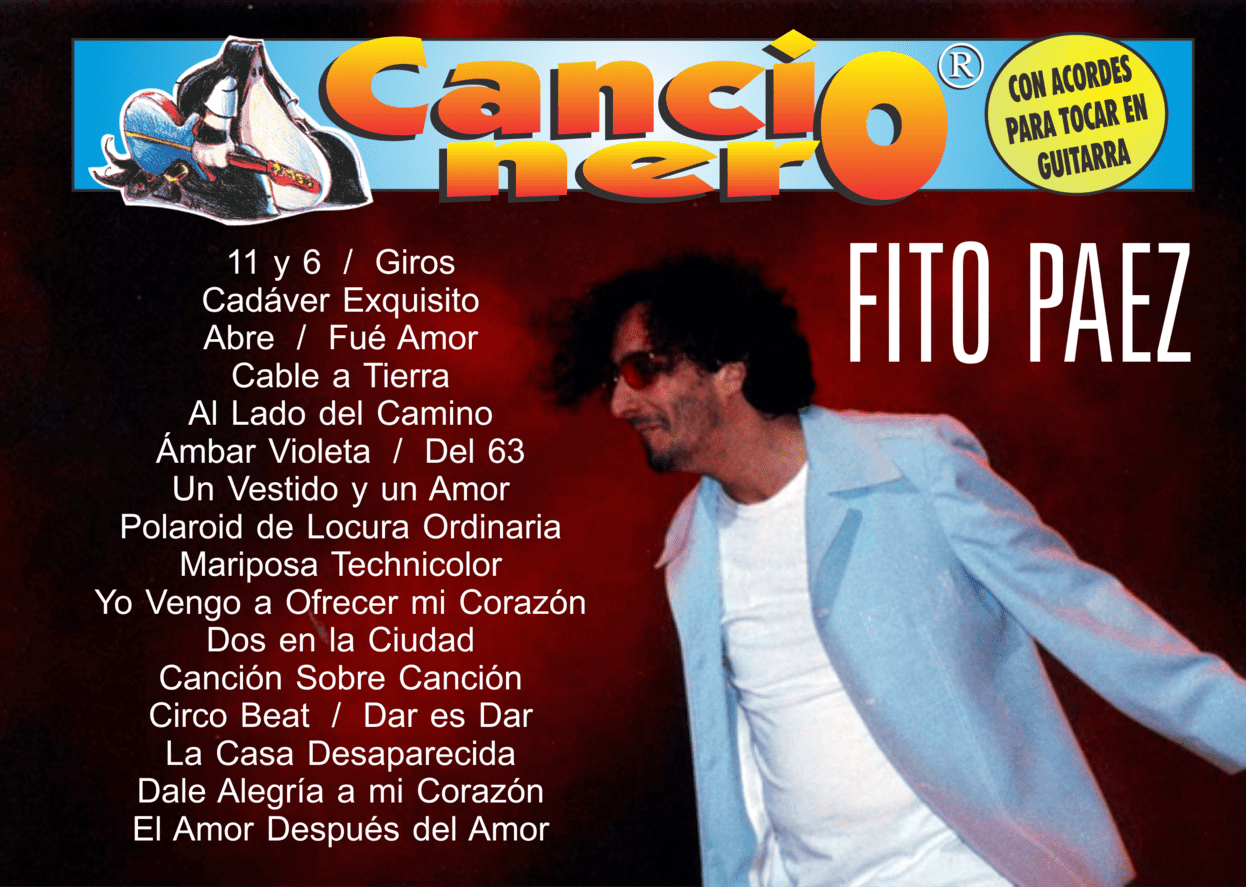 Cancio
nero
®
CON ACORDES
PARA TOCAR EN
GUITARRA
FITO PAEZ
11 y 6 / Giros
Cadáver Exquisito
Abre / Fué Amor
Cable a Tierra
Al Lado del Camino
Ámbar Violeta / Del 63
Un Vestido y un Amor
Polaroid de Locura Ordinaria
Mariposa Technicolor
Yo Vengo a Ofrecer mi Corazón
Dos en la Ciudad
Canción Sobre Canción
Circo Beat / Dar es Dar
La Casa Desaparecida
Dale Alegría a mi Corazón
El Amor Después del Amor